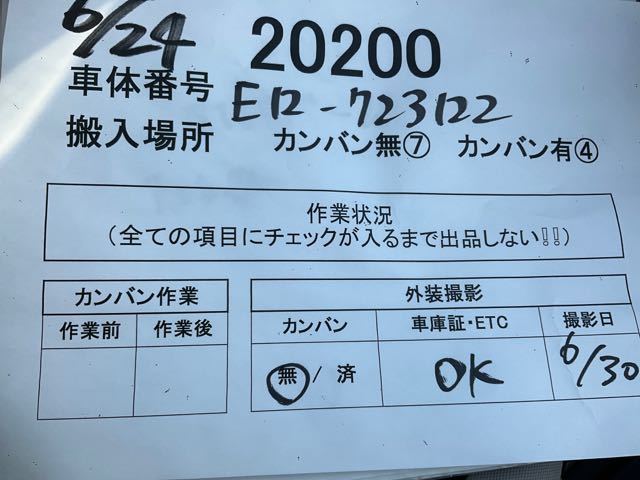 6/24 20200
車体番号 E12-723122
搬入場所 カンバン無⑦ カンバン有④
作業状況
（全ての項目にチェックが入るまで出品しない!!）
カンバン作業
作業前 作業後
外装撮影
カンバン 車庫証・ETC 撮影日
無 / 済 OK 6/30